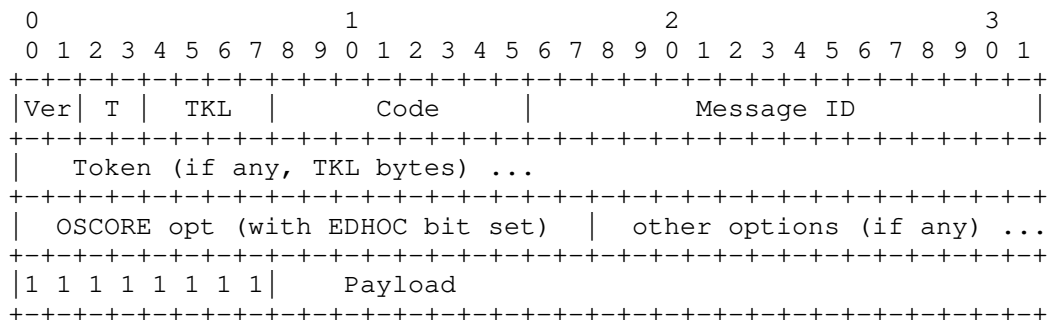 0                   1                   2                   3
 0 1 2 3 4 5 6 7 8 9 0 1 2 3 4 5 6 7 8 9 0 1 2 3 4 5 6 7 8 9 0 1
+-+-+-+-+-+-+-+-+-+-+-+-+-+-+-+-+-+-+-+-+-+-+-+-+-+-+-+-+-+-+-+-+
|Ver| T |  TKL  |      Code     |          Message ID           |
+-+-+-+-+-+-+-+-+-+-+-+-+-+-+-+-+-+-+-+-+-+-+-+-+-+-+-+-+-+-+-+-+
|   Token (if any, TKL bytes) ...
+-+-+-+-+-+-+-+-+-+-+-+-+-+-+-+-+-+-+-+-+-+-+-+-+-+-+-+-+-+-+-+-+
|  OSCORE opt (with EDHOC bit set)  |  other options (if any) ...
+-+-+-+-+-+-+-+-+-+-+-+-+-+-+-+-+-+-+-+-+-+-+-+-+-+-+-+-+-+-+-+-+
|1 1 1 1 1 1 1 1|    Payload
+-+-+-+-+-+-+-+-+-+-+-+-+-+-+-+-+-+-+-+-+-+-+-+-+-+-+-+-+-+-+-+-+